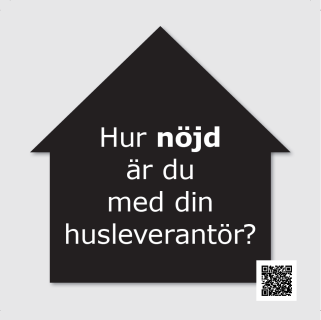 Hur nöjd
är du
med din
husleverantör?